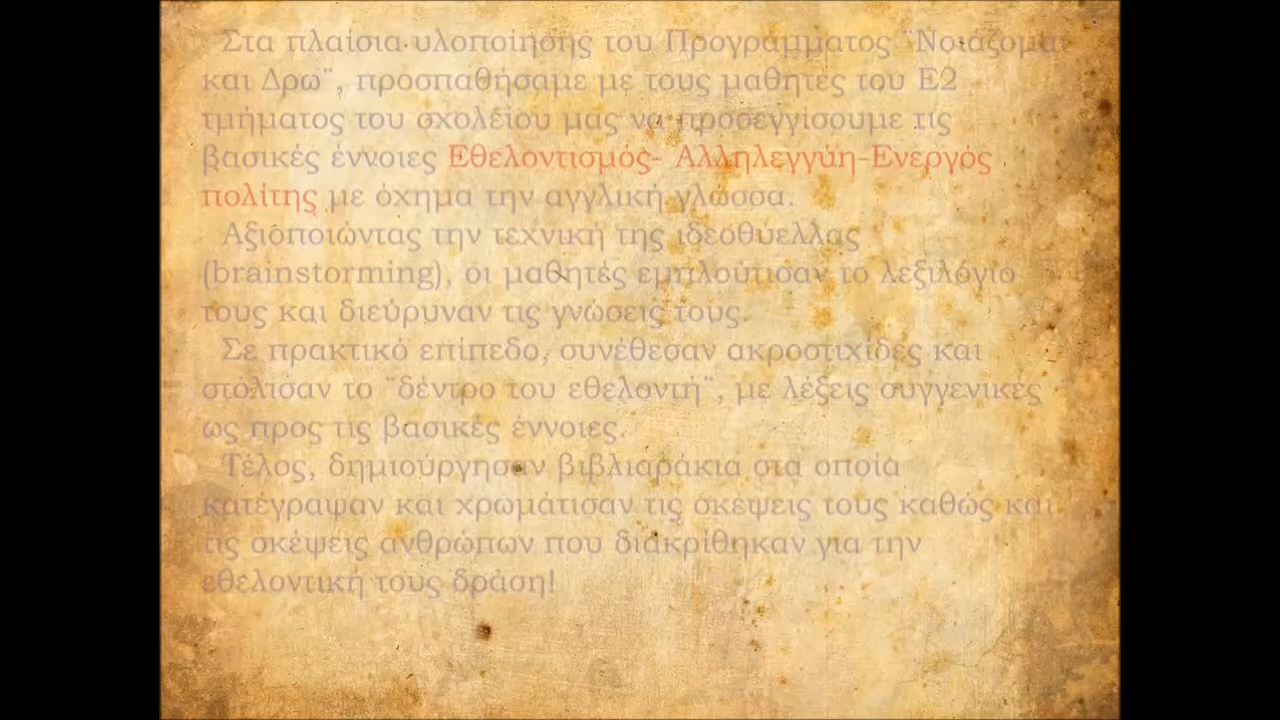 Στα πλαίσια υλοποίησης του Προγράμματος ¨Νοιάζομαι
και Δρω¨, προσπαθήσαμε με τους μαθητές του Ε2
τμήματος του σχολείου μας να προσεγγίσουμε τις
βασικές έννοιες Εθελοντισμός- Αλληλεγγύη-Ενεργός
πολίτης με όχημα την αγγλική γλώσσα.
Αξιοποιώντας την τεχνική της ιδεοθύελλας
(brainstorming), οι μαθητές εμπλούτισαν το λεξιλόγιό
τους και διεύρυναν τις γνώσεις τους.
Σε πρακτικό επίπεδο, συνέθεσαν ακροστιχίδες και
στόλισαν το ¨δέντρο του εθελοντή¨, με λέξεις συγγενικές
ως προς τις βασικές έννοιες.
Τέλος, δημιούργησαν βιβλιαράκια στα οποία
κατέγραψαν και χρωμάτισαν τις σκέψεις τους καθώς και
τις σκέψεις ανθρώπων που διακρίθηκαν για την
εθελοντική τους δράση!